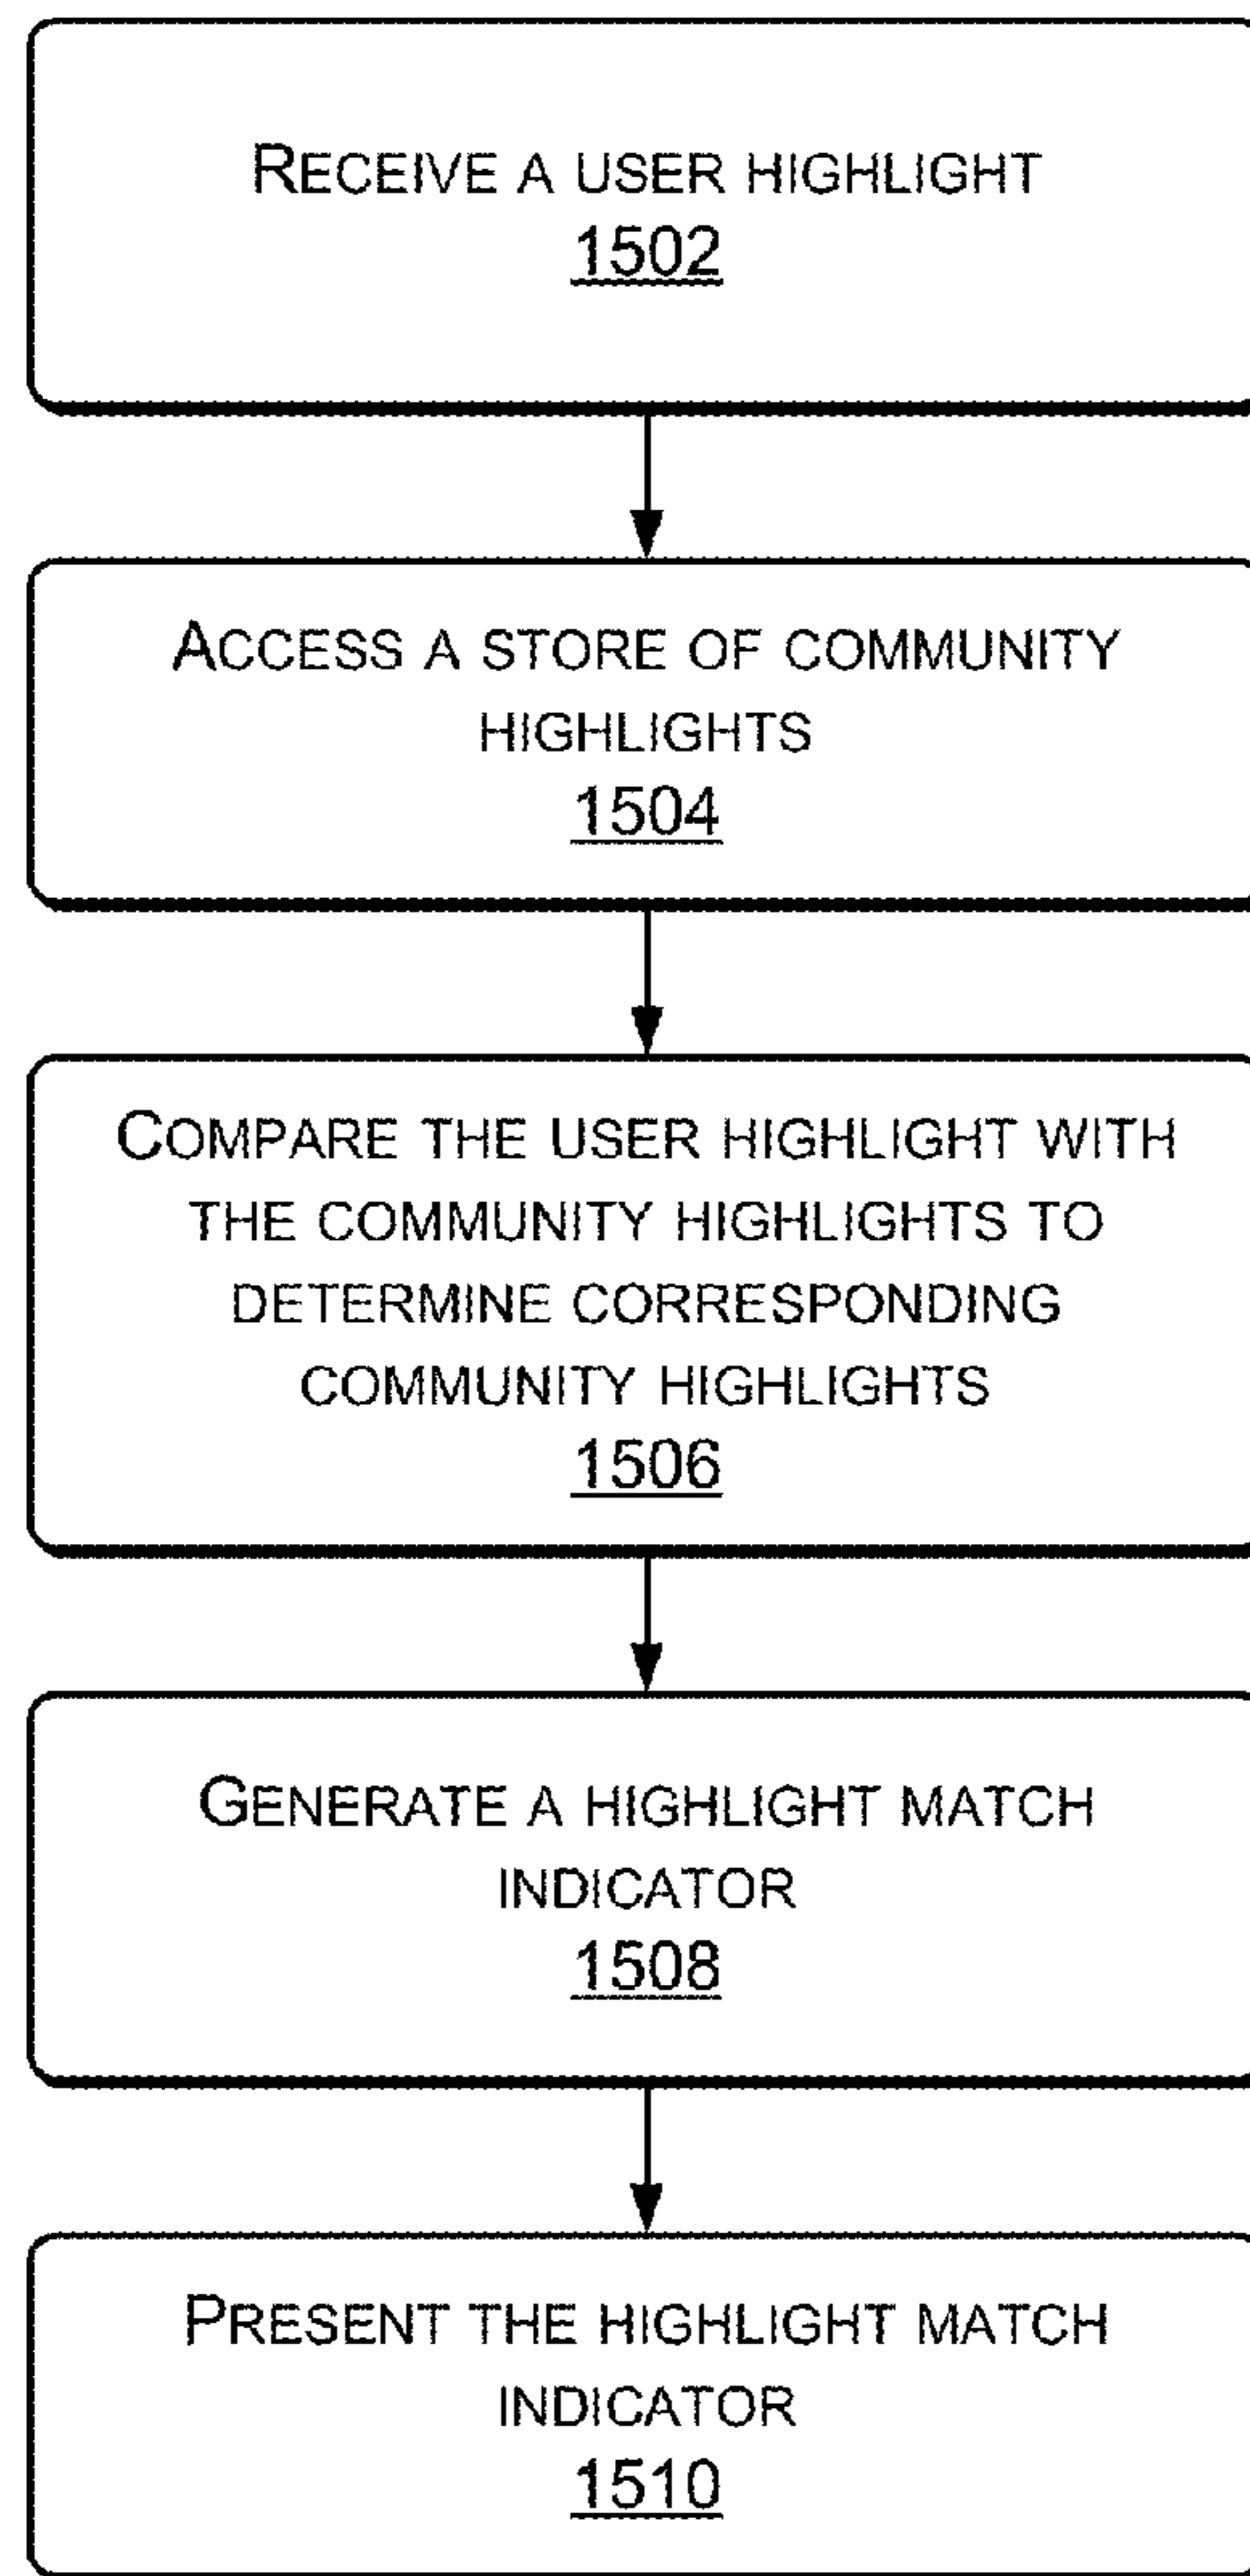 RECEIVE A USER HIGHLIGHT
1502
ACCESS A STORE OF COMMUNITY
HIGHLIGHTS
1504
COMPARE THE USER HIGHLIGHT WITH
THE COMMUNITY HIGHLIGHTS TO
DETERMINE CORRESPONDING
COMMUNITY HIGHLIGHTS
1506
GENERATE A HIGHLIGHT MATCH
INDICATOR
1508
PRESENT THE HIGHLIGHT MATCH
INDICATOR
1510